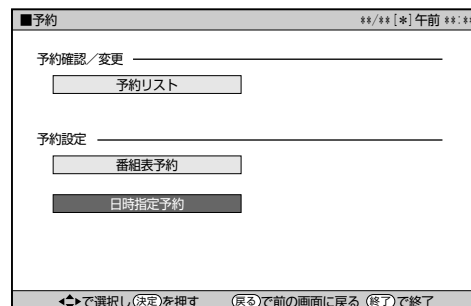 ■予約 **/**[*]午前**:**
予約確認／変更
予約リスト
予約設定
番組表予約
日時指定予約
で選択し決定を押す 戻るで前の画面に戻る 終了で終了